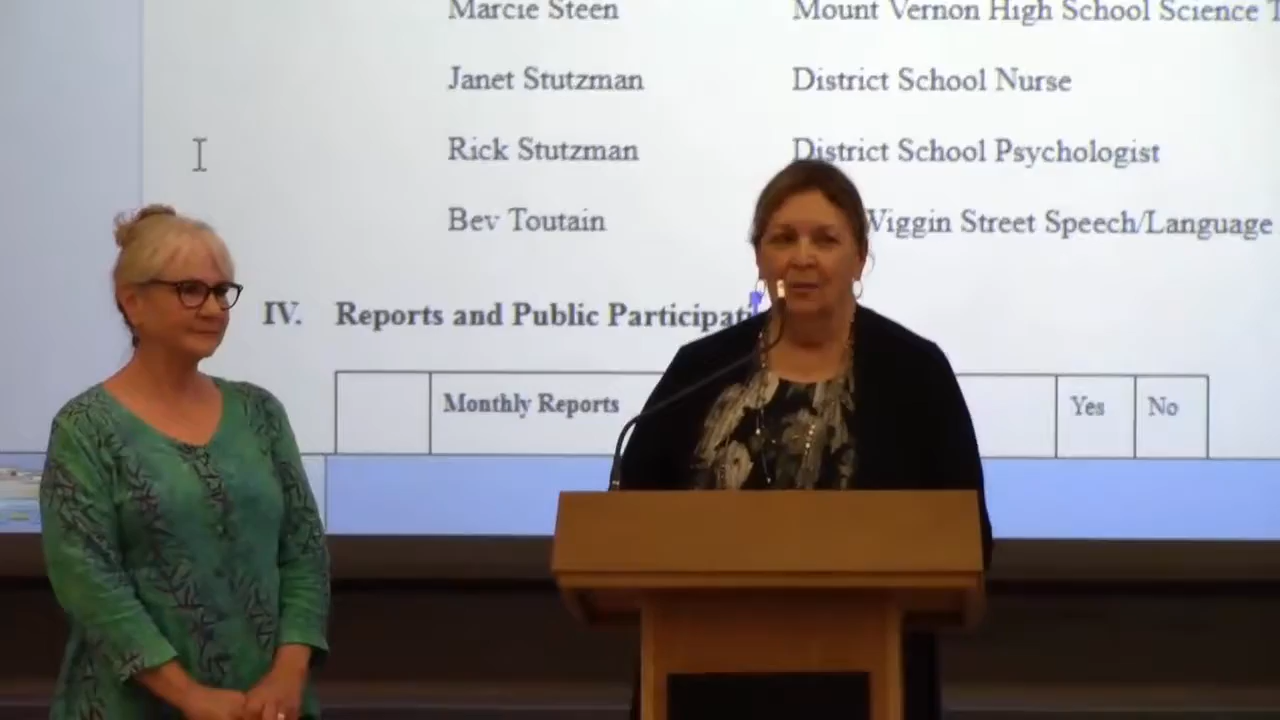 Marcie Steen Mount Vernon High School Science T
Janet Stutzman District School Nurse
Rick Stutzman District School Psychologist
Bev Toutain Wiggin Street Speech/Language
IV. Reports and Public Participati
Monthly Reports Yes No